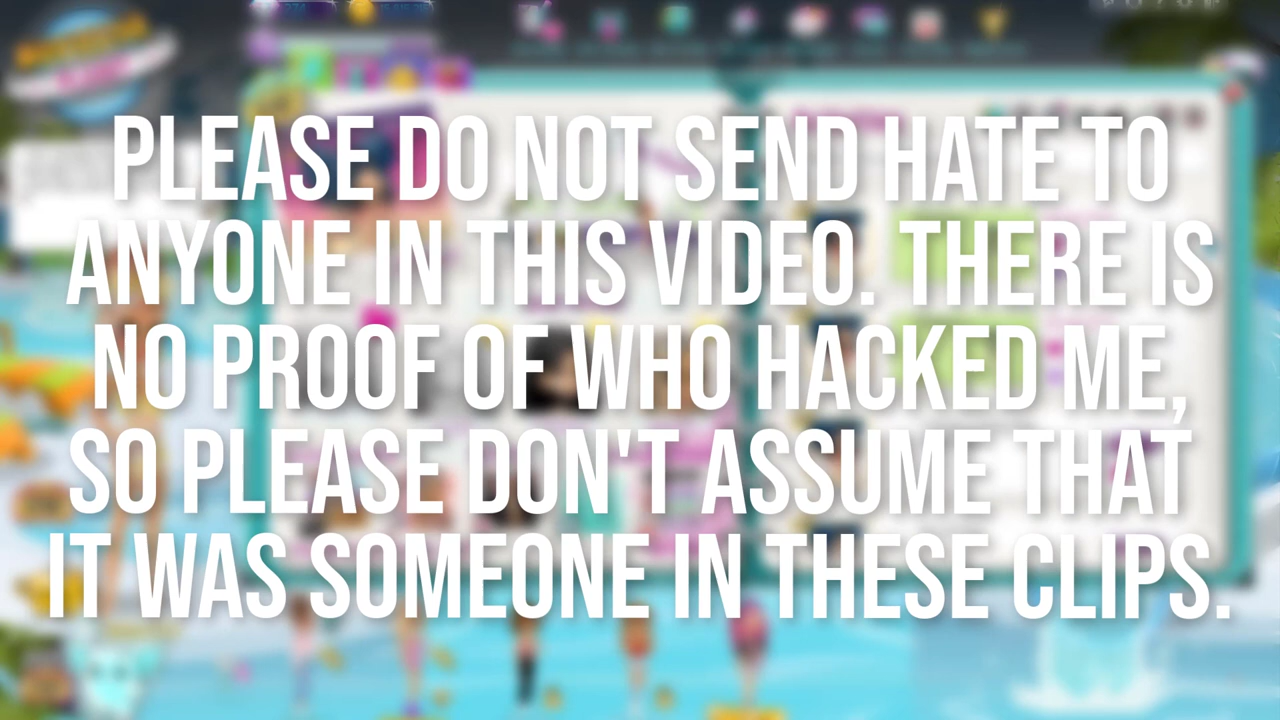 PLEASE DO NOT SEND HATE TO
ANYONE IN THIS VIDEO. THERE IS
NO PROOF OF WHO HACKED ME,
SO PLEASE DON'T ASSUME THAT
IT WAS SOMEONE IN THESE CLIPS.